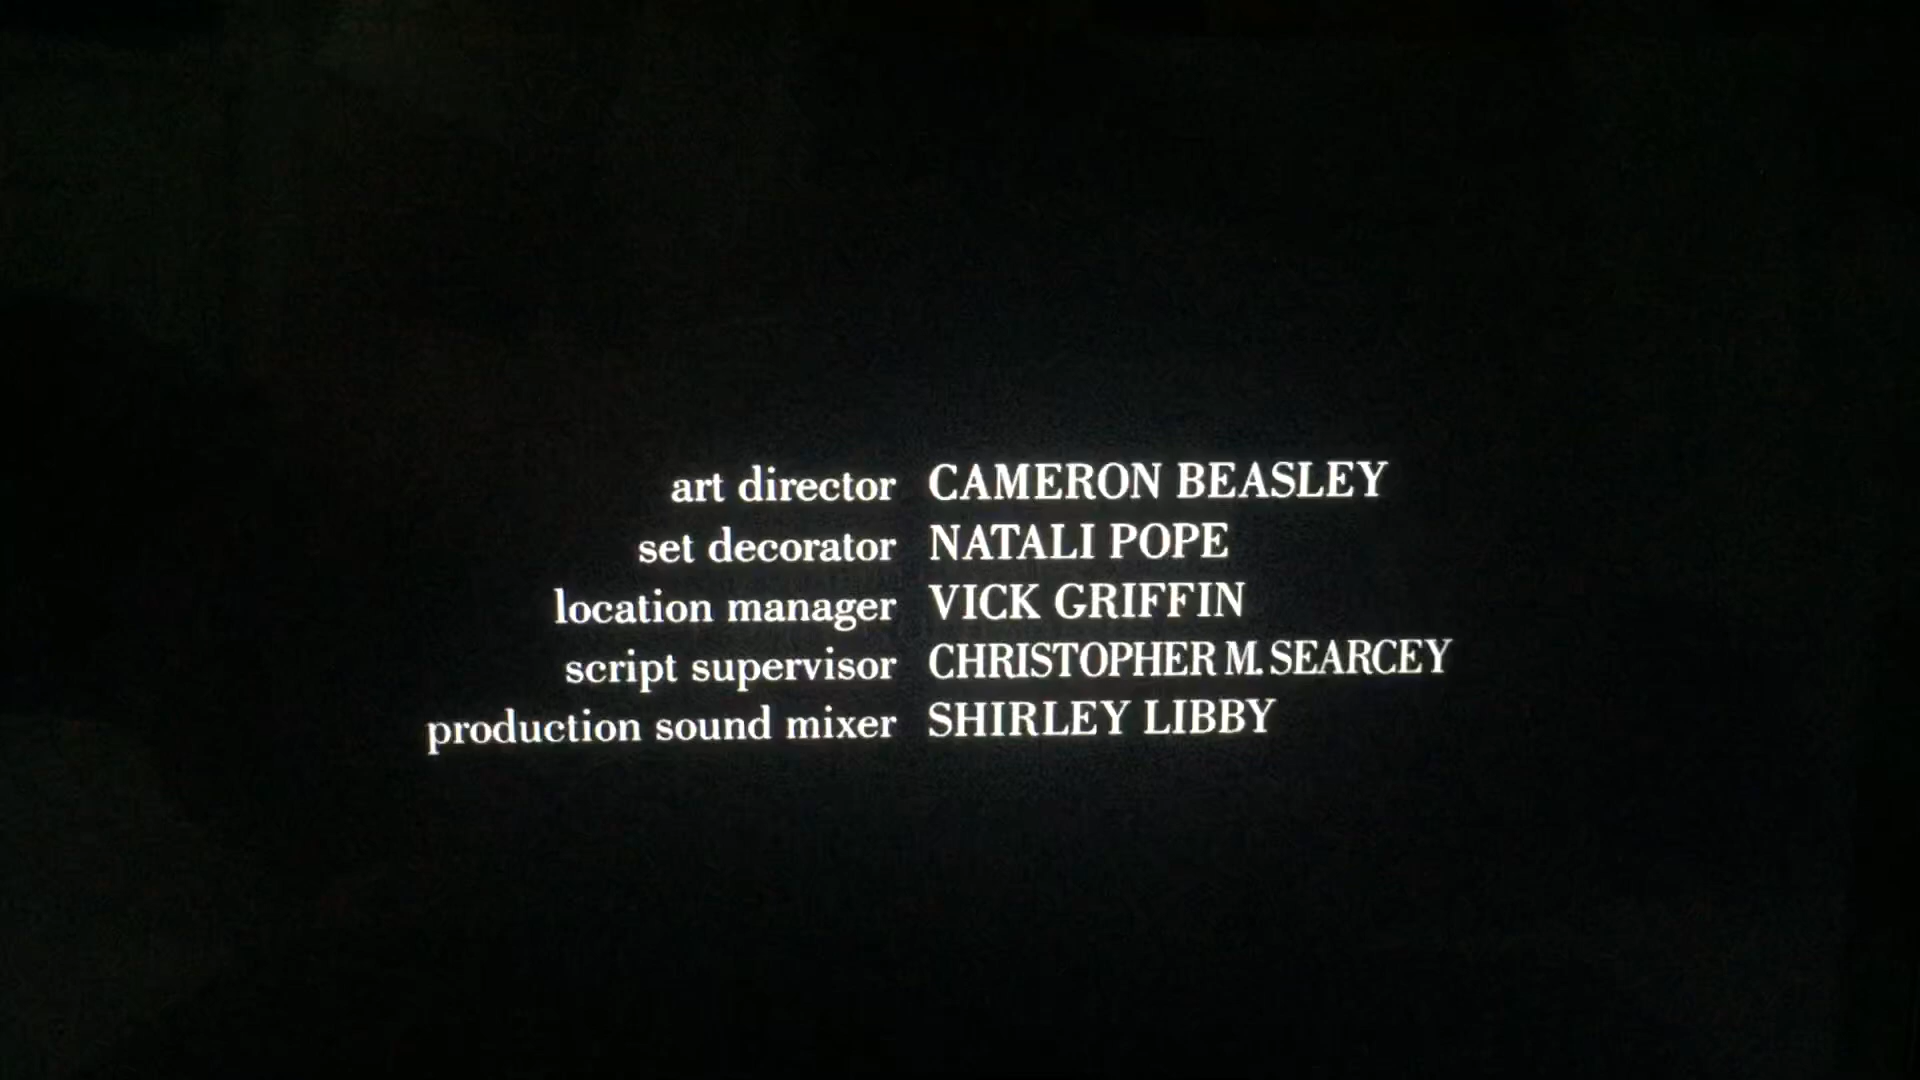 art director CAMERON BEASLEY
set decorator NATALI POPE
location manager VICK GRIFFIN
script supervisor CHRISTOPHER M. SEARCEY
production sound mixer SHIRLEY LIBBY